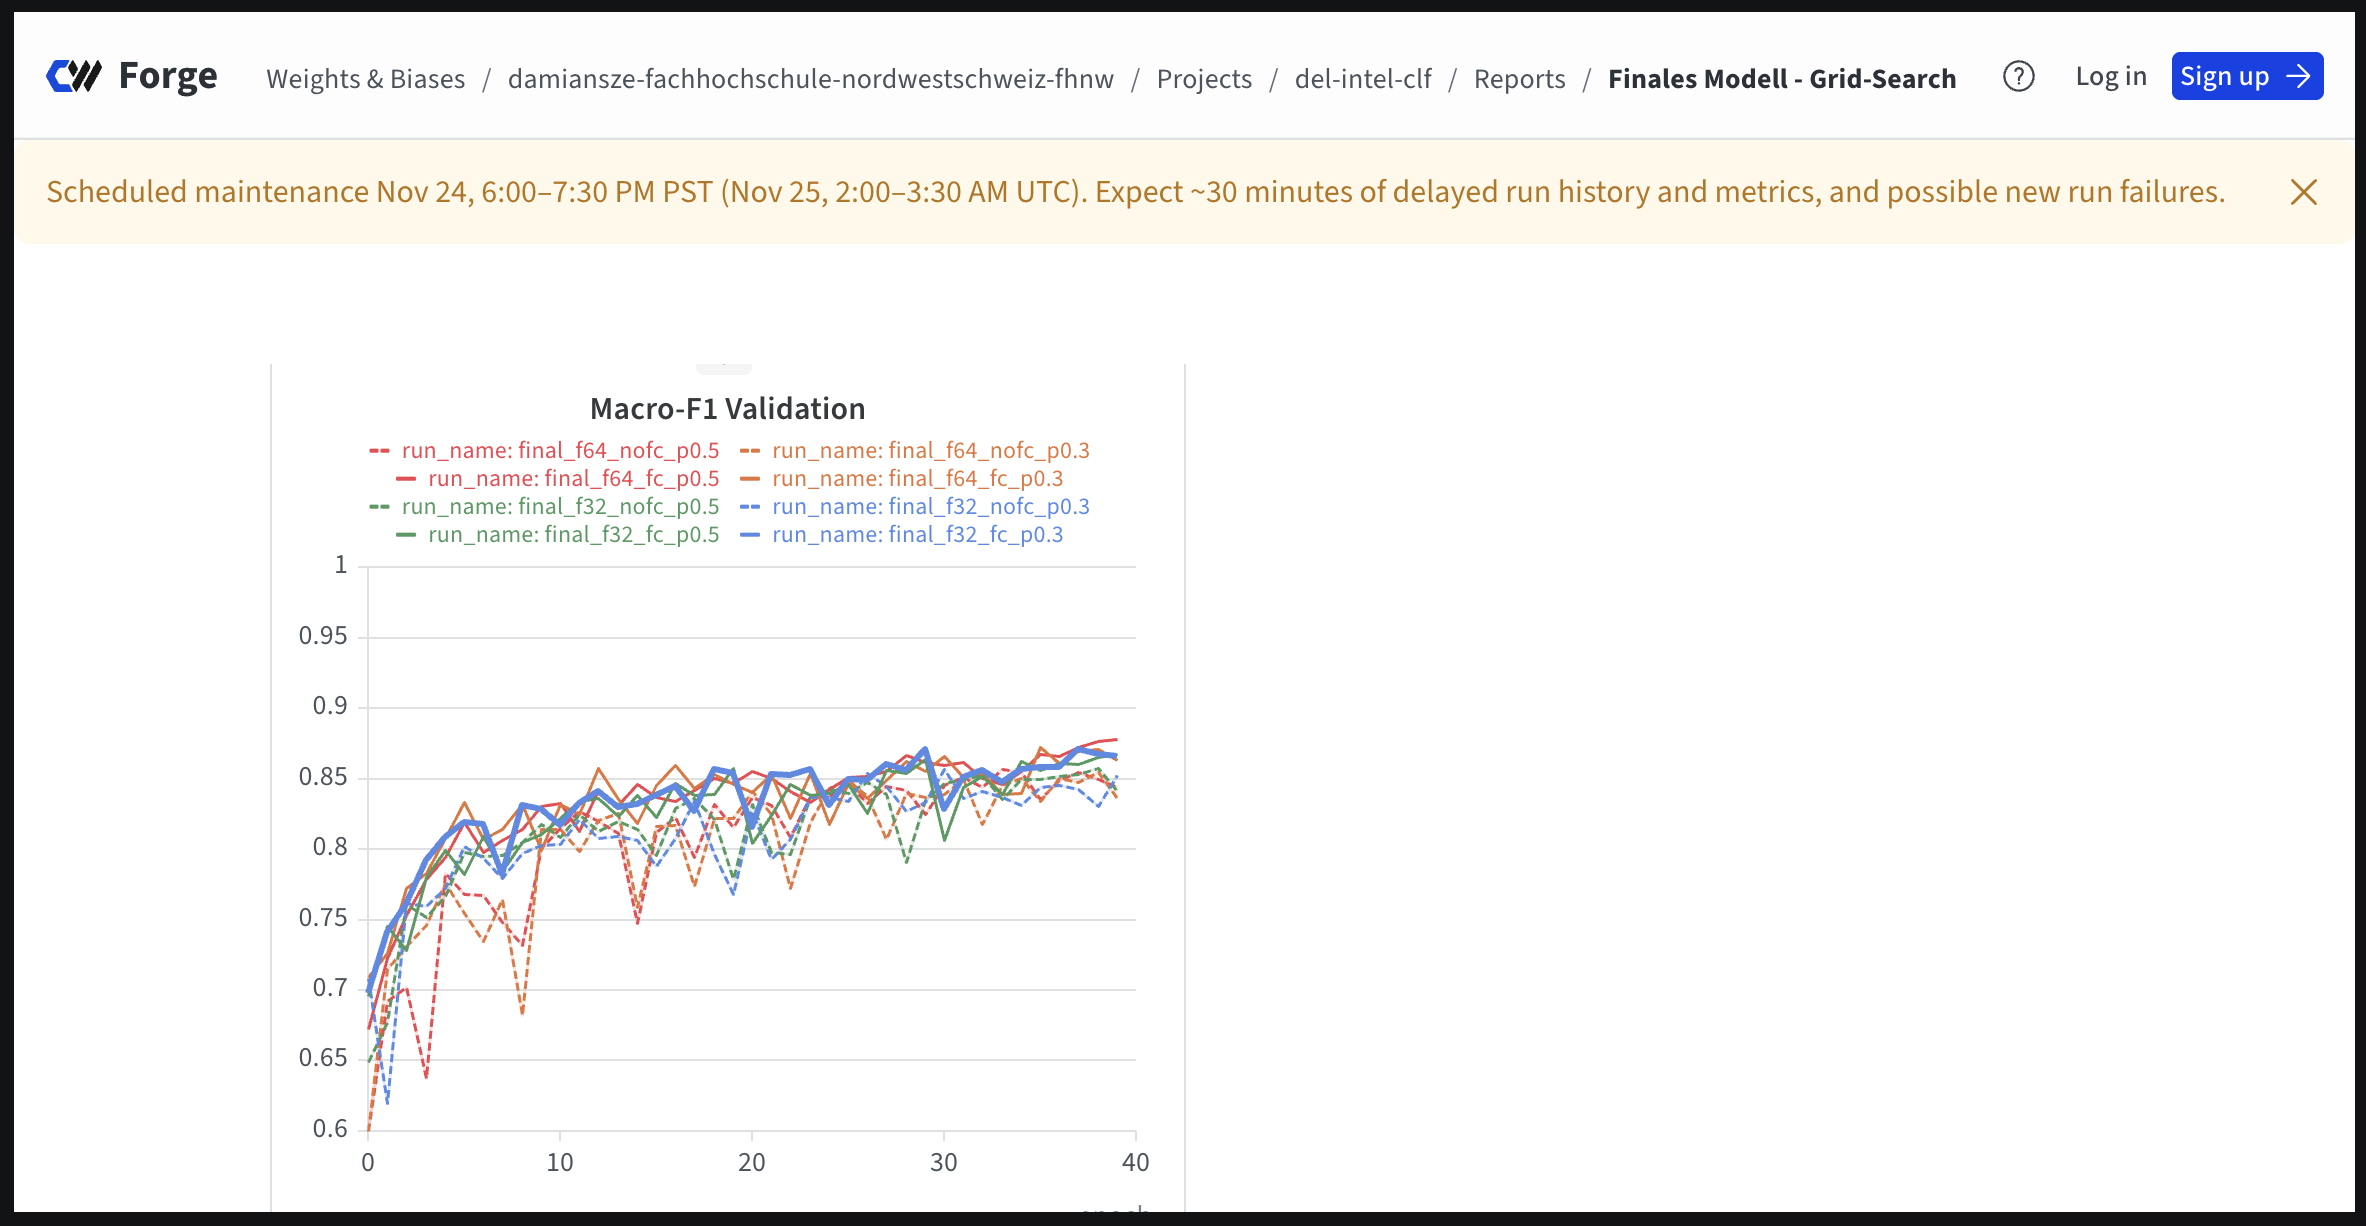 Forge Weights & Biases / damiansze-fachhochschule-nordwestschweiz-fhnw / Projects / del-intel-clf / Reports / Finales Modell - Grid-Search ? Log in Sign up →
Scheduled maintenance Nov 24, 6:00–7:30 PM PST (Nov 25, 2:00–3:30 AM UTC). Expect ~30 minutes of delayed run history and metrics, and possible new run failures.
Macro-F1 Validation
run_name: final_f64_nofc_p0.5 run_name: final_f64_nofc_p0.3
run_name: final_f64_fc_p0.5 run_name: final_f64_fc_p0.3
run_name: final_f32_nofc_p0.5 run_name: final_f32_nofc_p0.3
run_name: final_f32_fc_p0.5 run_name: final_f32_fc_p0.3
1
0.95
0.9
0.85
0.8
0.75
0.7
0.65
0.6
0 10 20 30 40